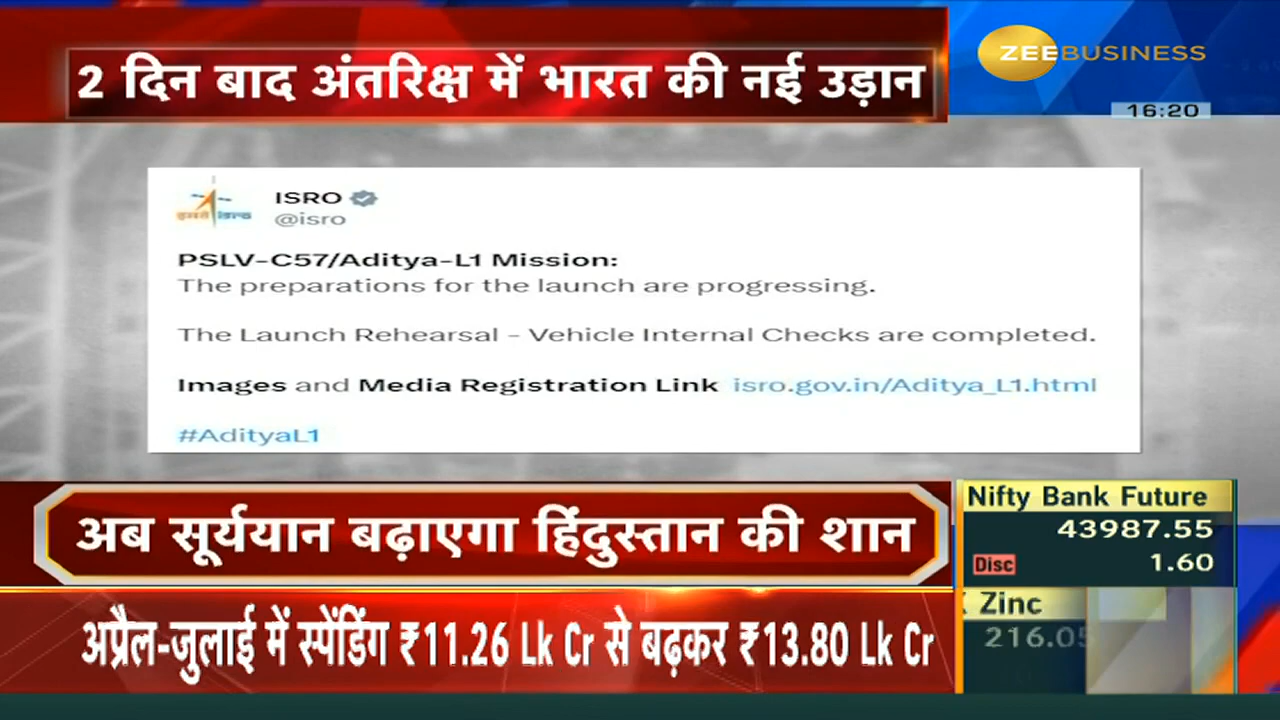 2 दिन बाद अंतरिक्ष में भारत की नई उड़ान
ZEEBUSINESS
16:20
इसरो isro
ISRO
@isro
PSLV-C57/Aditya-L1 Mission:
The preparations for the launch are progressing.
The Launch Rehearsal - Vehicle Internal Checks are completed.
Images and Media Registration Link isro.gov.in/Aditya_L1.html
#AdityaL1
अब सूर्ययान बढ़ाएगा हिंदुस्तान की शान
Nifty Bank Future
43987.55
Disc 1.60
Zinc
216.05
अप्रैल-जुलाई में स्पेंडिंग ₹11.26 Lk Cr से बढ़कर ₹13.80 Lk Cr